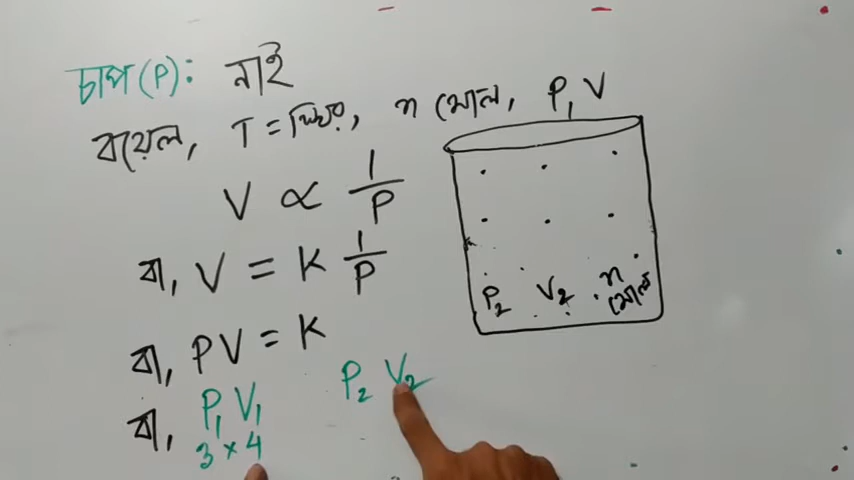 চাপ (P): নাই
বয়েল, T = স্থির, n মোল, P, V
V ∝ 1/P
বা, V = K 1/P
বা, PV = K
বা, P₁V₁ P₂ V₂
3 × 4
P₂ V₂ n মোল